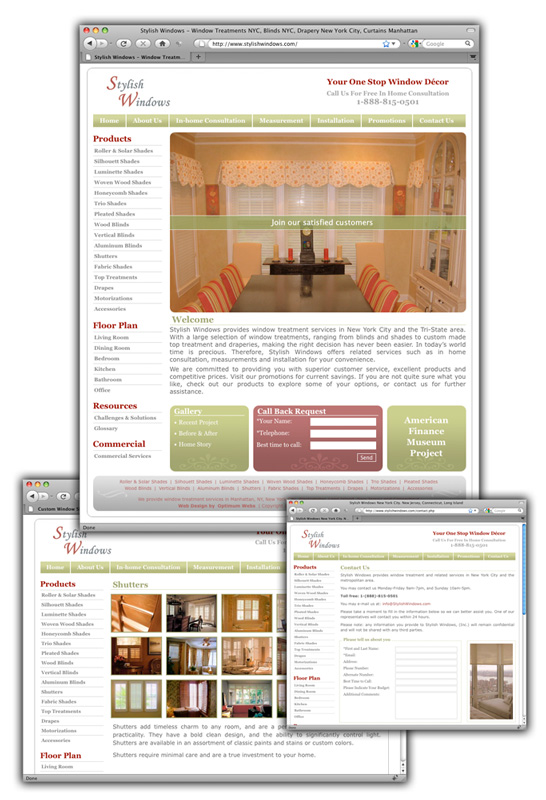 Stylish Windows – Window Treatments NYC, Blinds NYC, Drapery New York City, Curtains Manhattan
http://www.stylishwindows.com/
Google
Stylish Windows – Window Treatm...
Stylish
Windows
Your One Stop Window Décor
Call Us For Free In Home Consultation
1-888-815-0501
Home About Us In-home Consultation Measurement Installation Promotions Contact Us
Products
Roller & Solar Shades
Silhouett Shades
Luminette Shades
Woven Wood Shades
Honeycomb Shades
Trio Shades
Pleated Shades
Wood Blinds
Vertical Blinds
Aluminum Blinds
Shutters
Fabric Shades
Top Treatments
Drapes
Motorizations
Accessories
Floor Plan
Living Room
Dining Room
Bedroom
Kitchen
Bathroom
Office
Resources
Challenges & Solutions
Glossary
Commercial
Commercial Services
Join our satisfied customers
Welcome
Stylish Windows provides window treatment services in New York City and the Tri-State area.
With a large selection of window treatments, ranging from blinds and shades to custom made
top treatment and draperies, making the right decision has never been easier. In today's world
time is precious. Therefore, Stylish Windows offers related services such as in home
consultation, measurements and installation for your convenience.
We are committed to providing you with superior customer service, excellent products and
competitive prices. Visit our promotions for current savings. If you are not quite sure what you
like, check out our products to explore some of your options, or contact us for further
assistance.
Gallery
• Recent Project
• Before & After
• Home Story
Call Back Request
*Your Name:
*Telephone:
Best time to call:
Send
American
Finance
Museum
Project
Roller & Solar Shades | Silhouett Shades | Luminette Shades | Woven Wood Shades | Honeycomb Shades | Trio Shades | Pleated Shades
Wood Blinds | Vertical Blinds | Aluminum Blinds | Shutters | Fabric Shades | Top Treatments | Drapes | Motorizations | Accessories
We provide window treatment services in Manhattan, NY, New
Web Design by Optimum Webs | Copyright
Done
Custom Window S
Stylish
Windows
Your
Call Us
Home About Us In-home Consultation Measurement Installation
Products
Roller & Solar Shades
Silhouett Shades
Luminette Shades
Woven Wood Shades
Honeycomb Shades
Trio Shades
Pleated Shades
Wood Blinds
Vertical Blinds
Aluminum Blinds
Shutters
Fabric Shades
Top Treatments
Drapes
Motorizations
Accessories
Floor Plan
Living Room
Shutters
Shutters add timeless charm to any room, and are a
practicality. They have a bold clean design, and the ability to significantly control light.
Shutters are available in an assortment of classic paints and stains or custom colors.
Shutters require minimal care and are a true investment to your home.
Done
Stylish Windows New York City, New Jersey, Connecticut, Long Island
Google
Stylish
Windows
Your One Stop Window Décor
Call Us For Free In Home Consultation
1-888-815-0501
Home About Us In-home Consultation Measurement Installation Promotions Contact Us
Products
Roller & Solar Shades
Silhouett Shades
Luminette Shades
Woven Wood Shades
Honeycomb Shades
Trio Shades
Pleated Shades
Wood Blinds
Vertical Blinds
Aluminum Blinds
Shutters
Fabric Shades
Top Treatments
Drapes
Motorizations
Accessories
Floor Plan
Living Room
Dining Room
Bedroom
Kitchen
Bathroom
Office
Contact Us
Stylish Windows provides window treatment and related services in New York City and the
metropolitan area.
You may contact us Monday-Friday 9am-7pm, and Sunday 10am-5pm.
Toll free: 1-(888)-815-0501
You may e-mail us at: info@StylishWindows.com
Please take a moment to fill in the information below so we can better assist you. One of our
representatives will contact you within 24 hours.
Please note: any information you provide to Stylish Windows, (Inc.) will remain confidential
and will not be shared with any third parties.
Please tell us about you
*First and Last Name:
*Email:
Address:
Phone Number:
Alternate Number:
Best Time to Call:
Please Indicate Your Budget:
Additional Comments:
Done